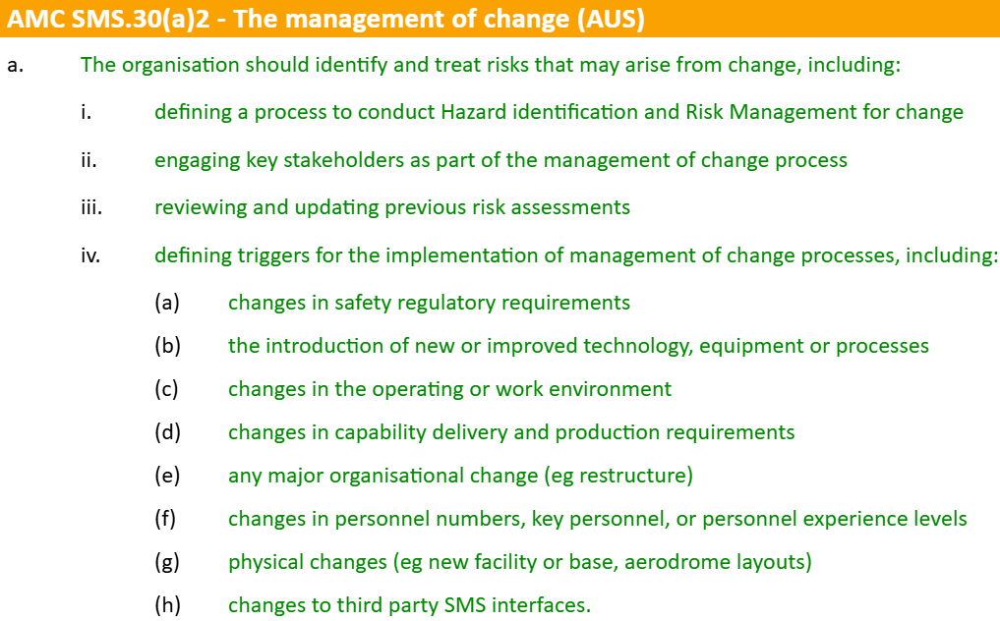 AMC SMS.30(a)2 - The management of change (AUS)
a. The organisation should identify and treat risks that may arise from change, including:
i. defining a process to conduct Hazard identification and Risk Management for change
ii. engaging key stakeholders as part of the management of change process
iii. reviewing and updating previous risk assessments
iv. defining triggers for the implementation of management of change processes, including:
(a) changes in safety regulatory requirements
(b) the introduction of new or improved technology, equipment or processes
(c) changes in the operating or work environment
(d) changes in capability delivery and production requirements
(e) any major organisational change (eg restructure)
(f) changes in personnel numbers, key personnel, or personnel experience levels
(g) physical changes (eg new facility or base, aerodrome layouts)
(h) changes to third party SMS interfaces.